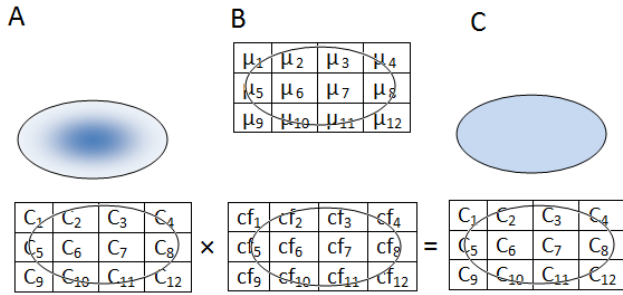 A B C
μ1 μ2 μ3 μ4
μ5 μ6 μ7 μ8
μ9 μ10 μ11 μ12
C1 C2 C3 C4 cf1 cf2 cf3 cf4 C1 C2 C3 C4
C5 C6 C7 C8 × cf5 cf6 cf7 cf8 = C5 C6 C7 C8
C9 C10 C11 C12 cf9 cf10 cf11 cf12 C9 C10 C11 C12